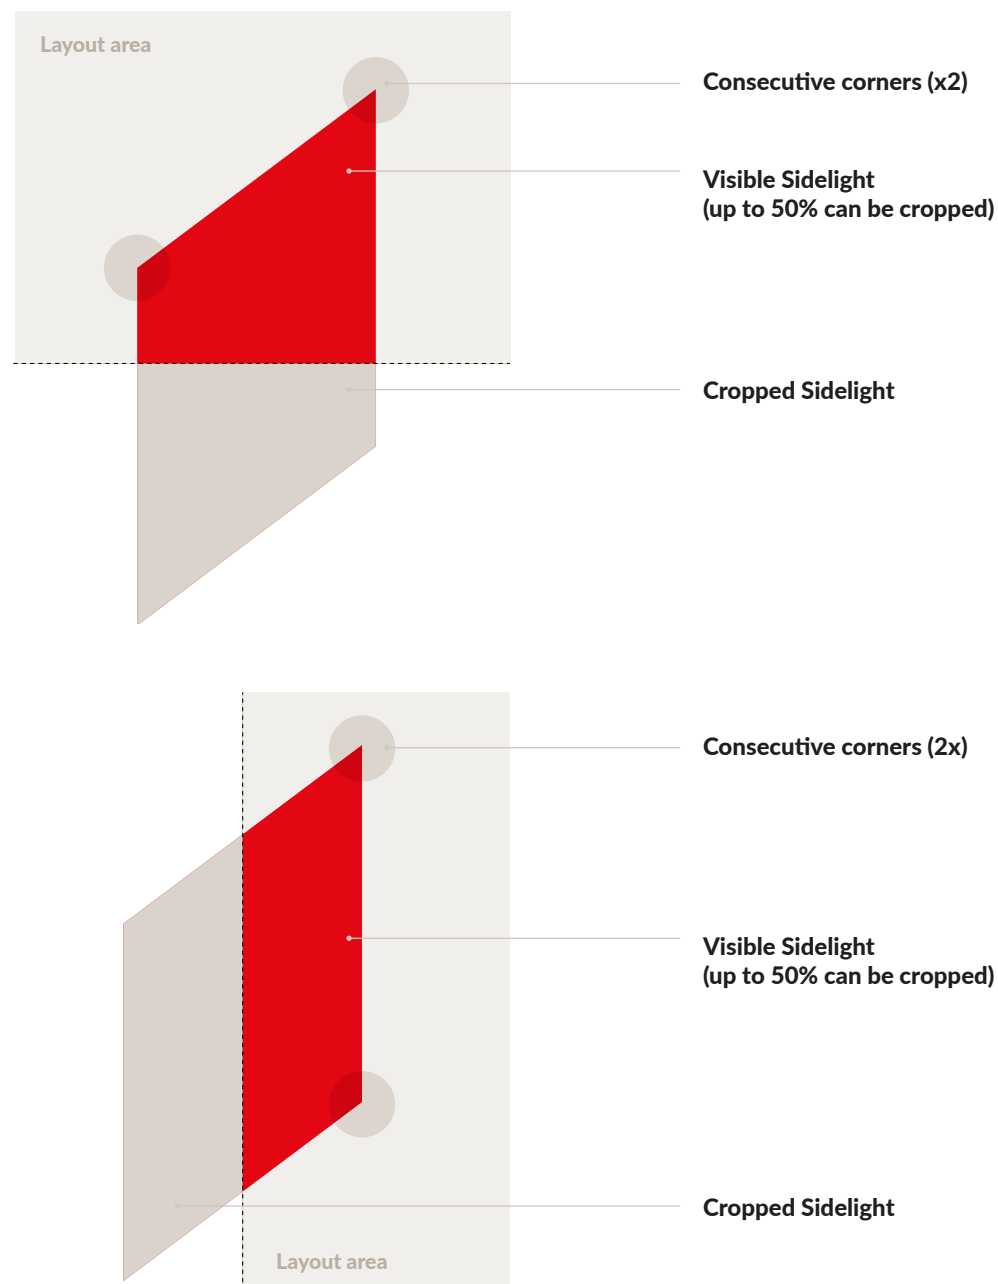 Layout area
Consecutive corners (x2)
Visible Sidelight
(up to 50% can be cropped)
Cropped Sidelight
Consecutive corners (2x)
Visible Sidelight
(up to 50% can be cropped)
Cropped Sidelight
Layout area